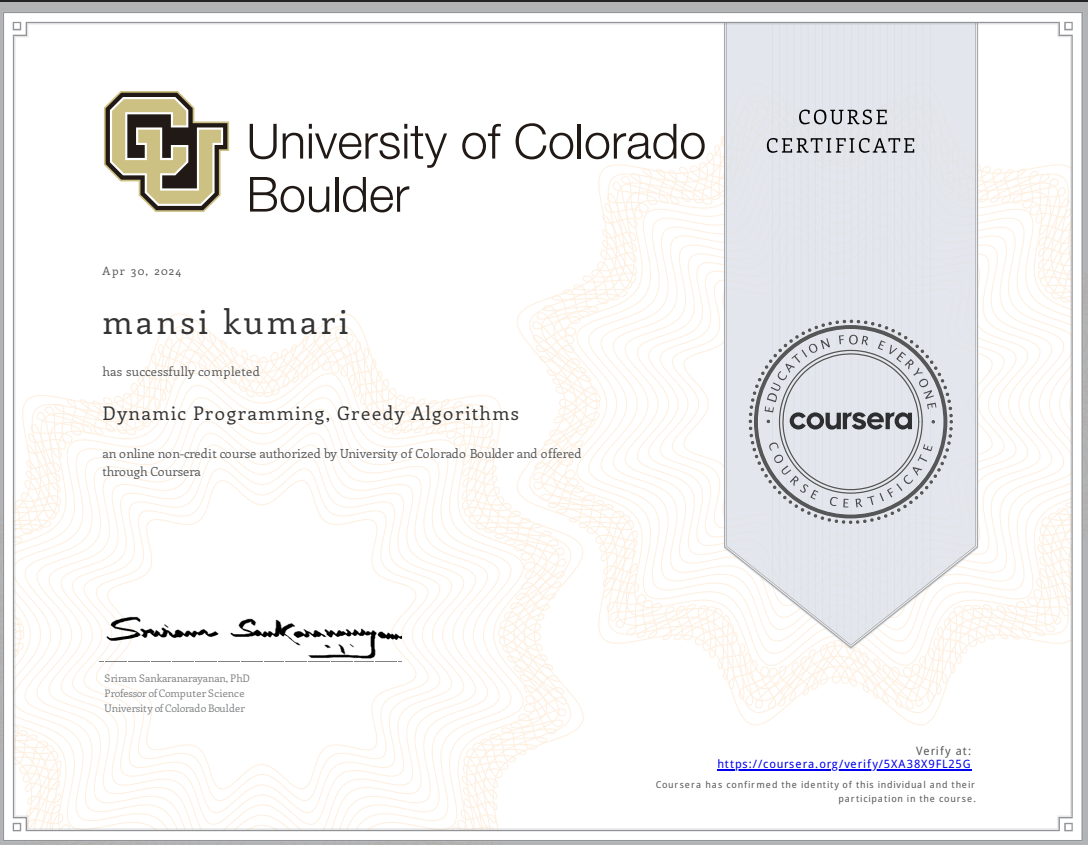 University of Colorado
Boulder
COURSE
CERTIFICATE
Apr 30, 2024
mansi kumari
has successfully completed
Dynamic Programming, Greedy Algorithms
an online non-credit course authorized by University of Colorado Boulder and offered
through Coursera
EDUCATION FOR EVERYONE
coursera
COURSE CERTIFICATE
Sriram Sankaranarayanan
Sriram Sankaranarayanan, PhD
Professor of Computer Science
University of Colorado Boulder
Verify at:
https://coursera.org/verify/5XA38X9FL25G
Coursera has confirmed the identity of this individual and their
participation in the course.